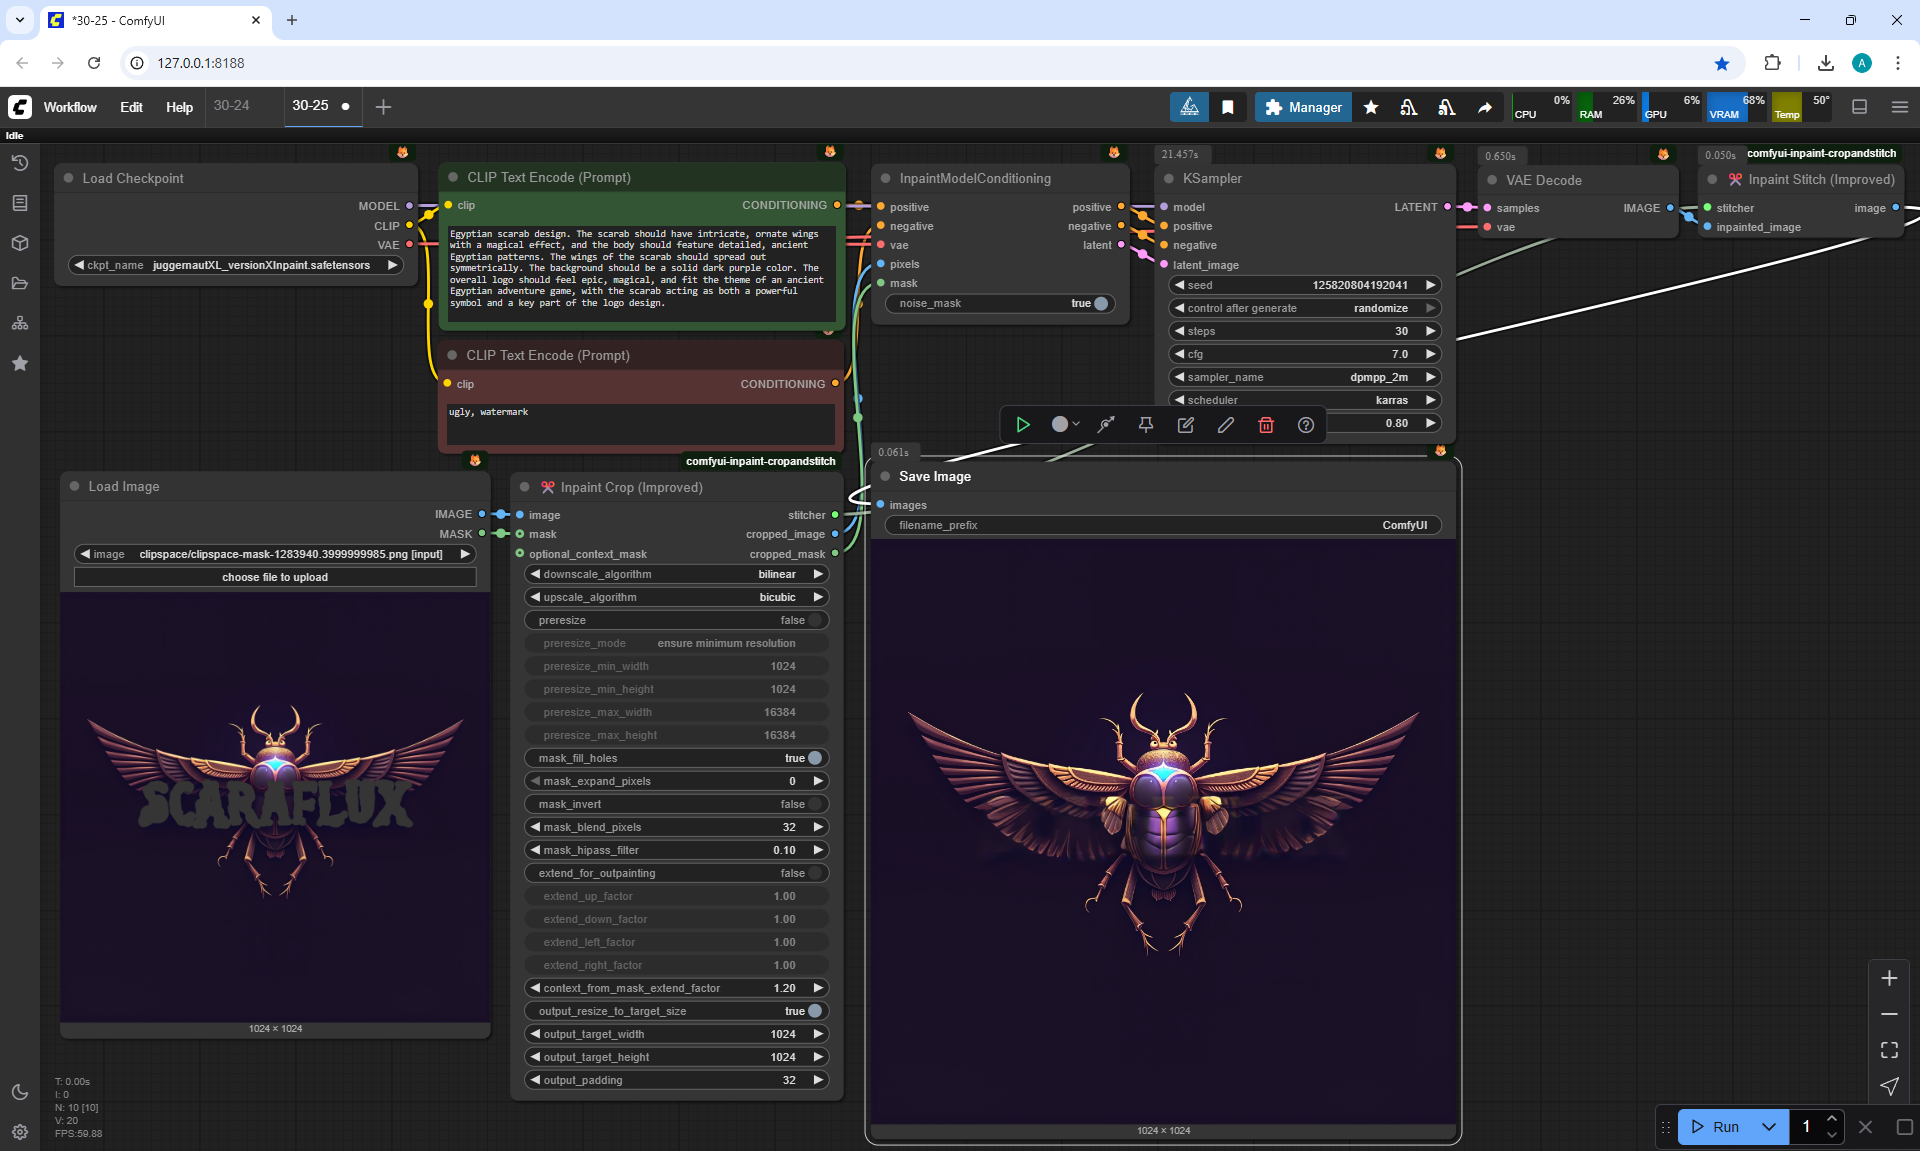 *30-25 - ComfyUI
127.0.0.1:8188
A
Workflow
Edit
Help
30-24
30-25
Manager
CPU 0%
RAM 26%
GPU 6%
VRAM 68%
Temp 50°
Idle
Load Checkpoint
MODEL
CLIP
VAE
ckpt_name juggernautXL_versionXInpaint.safetensors
CLIP Text Encode (Prompt)
clip CONDITIONING
Egyptian scarab design. The scarab should have intricate, ornate wings
with a magical effect, and the body should feature detailed, ancient
Egyptian patterns. The wings of the scarab should spread out
symmetrically. The background should be a solid dark purple color. The
overall logo should feel epic, magical, and fit the theme of an ancient
Egyptian adventure game, with the scarab acting as both a powerful
symbol and a key part of the logo design.
CLIP Text Encode (Prompt)
clip CONDITIONING
ugly, watermark
InpaintModelConditioning
positive positive
negative negative
vae latent
pixels
mask
noise_mask true
21.457s
KSampler
model LATENT
positive
negative
latent_image
seed 125820804192041
control after generate randomize
steps 30
cfg 7.0
sampler_name dpmpp_2m
scheduler karras
0.80
0.650s
VAE Decode
samples IMAGE
vae
0.050s
comfyui-inpaint-cropandstitch
Inpaint Stitch (Improved)
stitcher image
inpainted_image
Load Image
IMAGE
MASK
image clipspace/clipspace-mask-1283940.3999999985.png [input]
choose file to upload
SCARAFLUX
1024 × 1024
comfyui-inpaint-cropandstitch
Inpaint Crop (Improved)
image stitcher
mask cropped_image
optional_context_mask cropped_mask
downscale_algorithm bilinear
upscale_algorithm bicubic
preresize false
preresize_mode ensure minimum resolution
preresize_min_width 1024
preresize_min_height 1024
preresize_max_width 16384
preresize_max_height 16384
mask_fill_holes true
mask_expand_pixels 0
mask_invert false
mask_blend_pixels 32
mask_hipass_filter 0.10
extend_for_outpainting false
extend_up_factor 1.00
extend_down_factor 1.00
extend_left_factor 1.00
extend_right_factor 1.00
context_from_mask_extend_factor 1.20
output_resize_to_target_size true
output_target_width 1024
output_target_height 1024
output_padding 32
0.061s
Save Image
images
filename_prefix ComfyUI
1024 × 1024
T: 0.00s
I: 0
N: 10 [10]
V: 20
FPS:59.88
Run
1